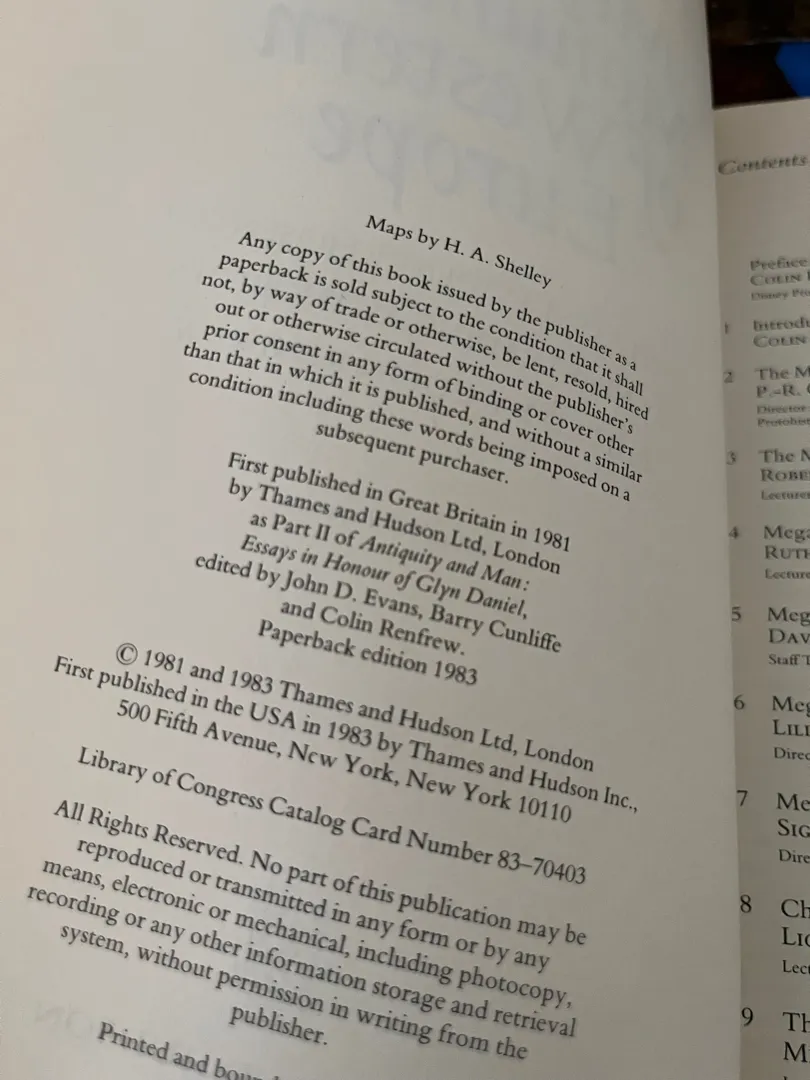 Maps by H. A. Shelley
Any copy of this book issued by the publisher as a
paperback is sold subject to the condition that it shall
not, by way of trade or otherwise, be lent, resold, hired
out or otherwise circulated without the publisher's
prior consent in any form of binding or cover other
than that in which it is published, and without a similar
condition including these words being imposed on a
subsequent purchaser.
First published in Great Britain in 1981
by Thames and Hudson Ltd, London
as Part II of Antiquity and Man:
Essays in Honour of Glyn Daniel,
edited by John D. Evans, Barry Cunliffe
and Colin Renfrew.
Paperback edition 1983
© 1981 and 1983 Thames and Hudson Ltd, London
First published in the USA in 1983 by Thames and Hudson Inc.,
500 Fifth Avenue, New York, New York 10110
Library of Congress Catalog Card Number 83-70403
All Rights Reserved. No part of this publication may be
reproduced or transmitted in any form or by any
means, electronic or mechanical, including photocopy,
recording or any other information storage and retrieval
system, without permission in writing from the
publisher.
Printed and
Contents
Preface
COLIN
1
COLIN
2 The
P.-R.
Director
3 The
4
5
DAV
Staff
6
7
8
9